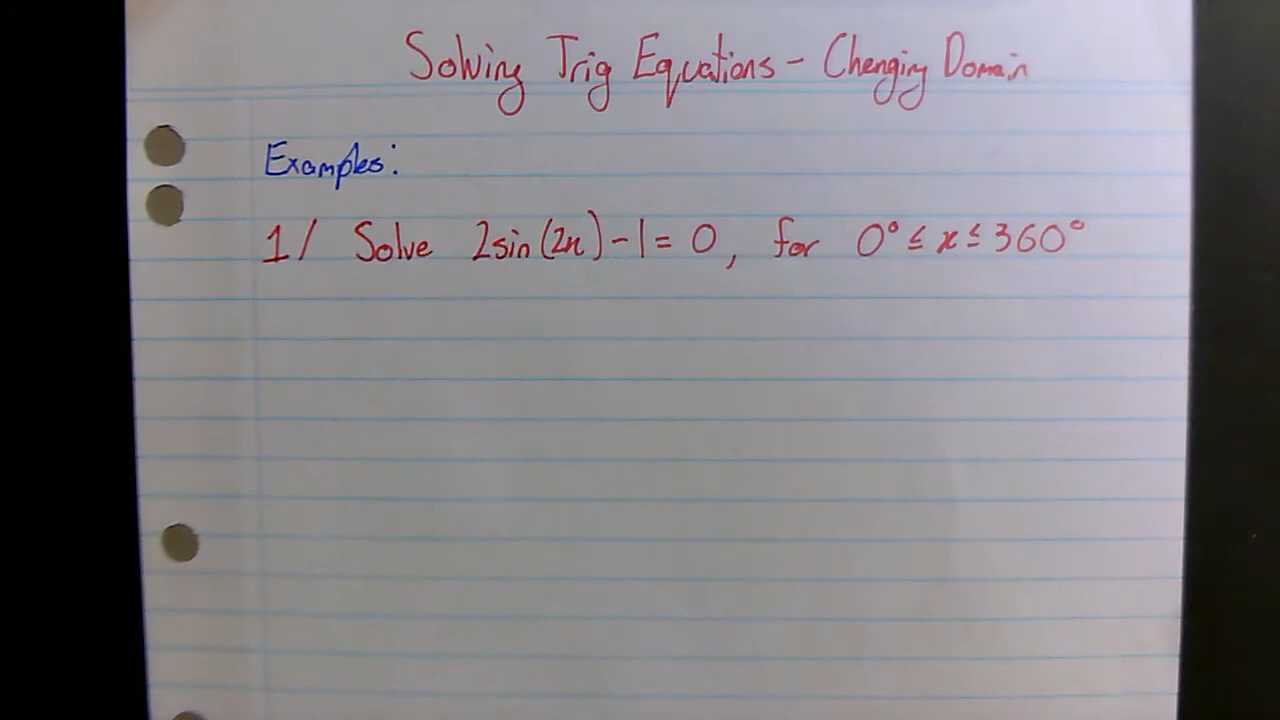 Solving Trig Equations - Changing Domain
Examples:
1/ Solve 2sin(2x)-1=0, for 0° ≤ x ≤ 360°